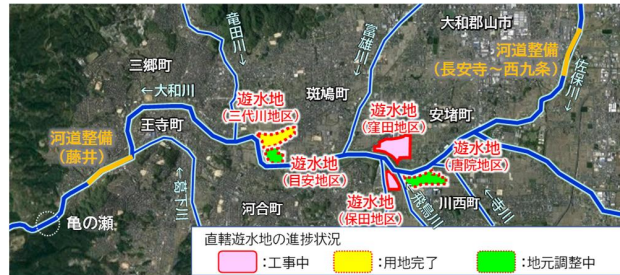 竜田川
富雄川
大和郡山市
河道整備
（長安寺～西九条）
佐保川
三郷町
←大和川
遊水地
（三代川地区）
斑鳩町
遊水地
（窪田地区）
安堵町
河道整備
（藤井）
王寺町
遊水地
（目安地区）
遊水地
（唐院地区）
←葛下川
河合町
遊水地
（保田地区）
←飛鳥川
川西町
←寺川
亀の瀬
直轄遊水地の進捗状況
：工事中
：用地完了
：地元調整中